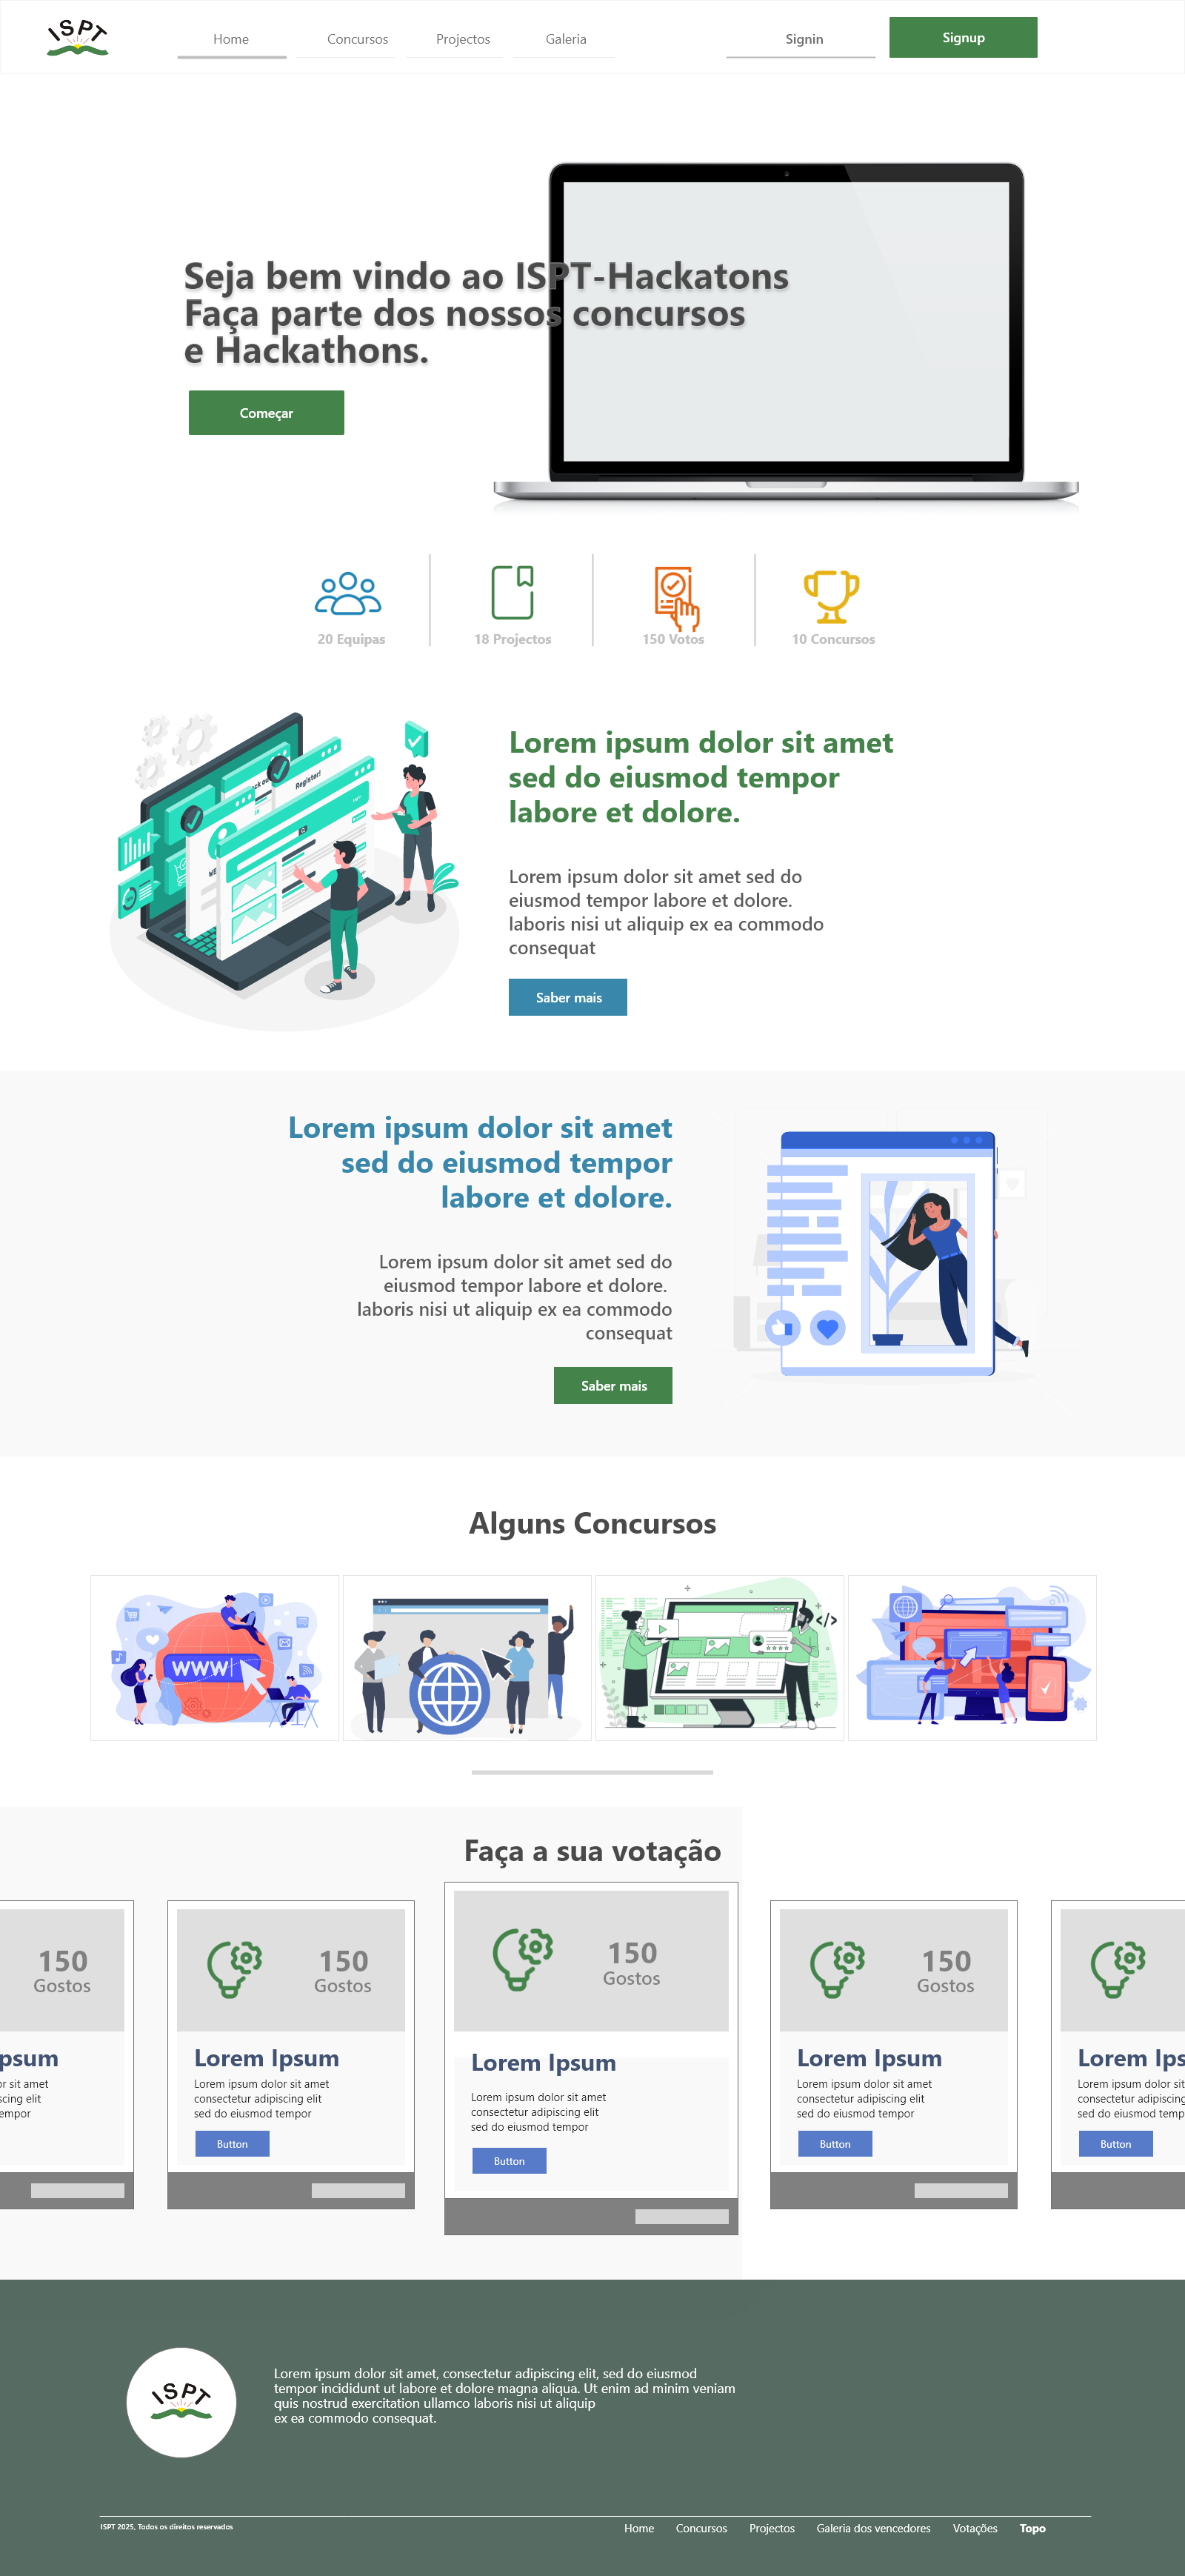 ISPT
Home
Concursos
Projectos
Galeria
Signin
Signup
Seja bem vindo ao ISPT-Hackatons
Faça parte dos nossos concursos
e Hackathons.
Começar
20 Equipas
18 Projectos
150 Votos
10 Concursos
Register!
Lorem ipsum dolor sit amet
sed do eiusmod tempor
labore et dolore.
Lorem ipsum dolor sit amet sed do
eiusmod tempor labore et dolore.
laboris nisi ut aliquip ex ea commodo
consequat
Saber mais
Lorem ipsum dolor sit amet
sed do eiusmod tempor
labore et dolore.
Lorem ipsum dolor sit amet sed do
eiusmod tempor labore et dolore.
laboris nisi ut aliquip ex ea commodo
consequat
Saber mais
Alguns Concursos
WWW
</>
Faça a sua votação
150
Gostos
psum
or sit amet
scing elit
empor
150
Gostos
Lorem Ipsum
Lorem ipsum dolor sit amet
consectetur adipiscing elit
sed do eiusmod tempor
Button
150
Gostos
Lorem Ipsum
Lorem ipsum dolor sit amet
consectetur adipiscing elit
sed do eiusmod tempor
Button
150
Gostos
Lorem Ipsum
Lorem ipsum dolor sit amet
consectetur adipiscing elit
sed do eiusmod tempor
Button
Lorem Ips
Lorem ipsum dolor sit
consectetur adipiscing
sed do eiusmod temp
Button
ISPT
Lorem ipsum dolor sit amet, consectetur adipiscing elit, sed do eiusmod
tempor incididunt ut labore et dolore magna aliqua. Ut enim ad minim veniam
quis nostrud exercitation ullamco laboris nisi ut aliquip
ex ea commodo consequat.
ISPT 2025, Todos os direitos reservados
Home
Concursos
Projectos
Galeria dos vencedores
Votações
Topo